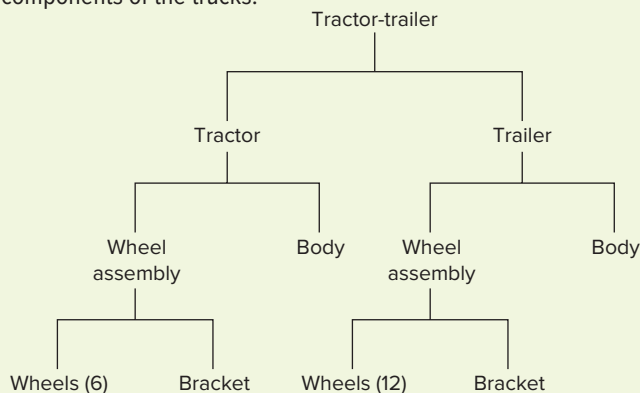 components of the trucks.
Tractor-trailer
Tractor
Trailer
Wheel
assembly
Body
Wheel
assembly
Body
Wheels (6)
Bracket
Wheels (12)
Bracket